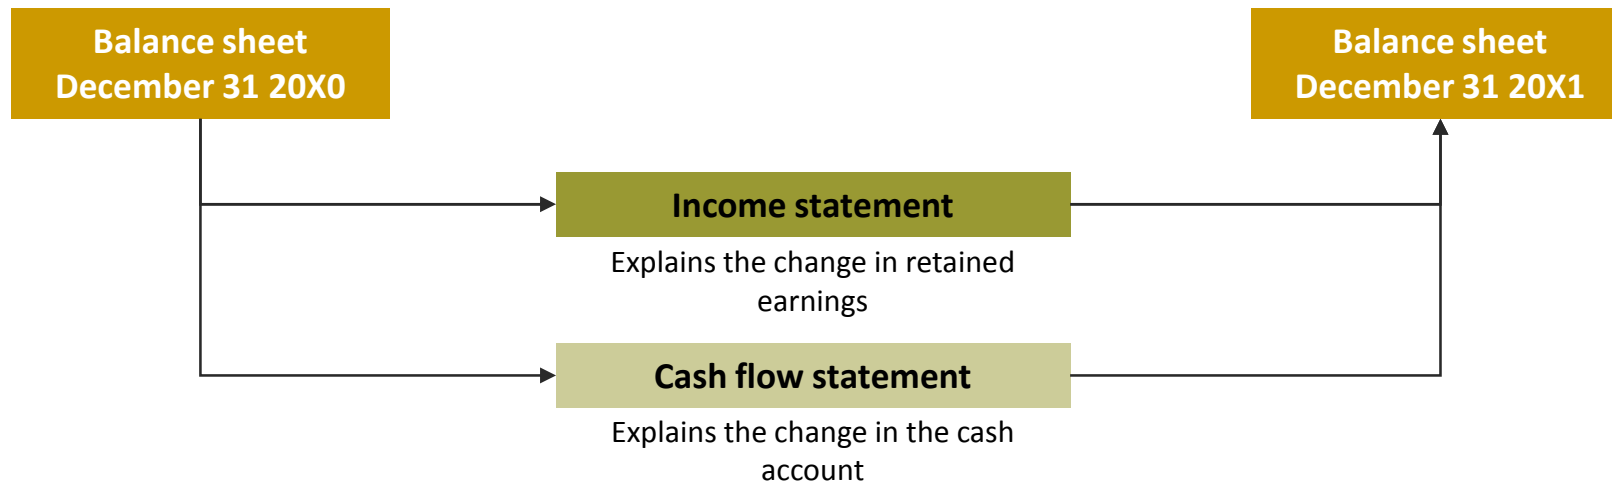 Balance sheet
December 31 20X0
Balance sheet
December 31 20X1
Income statement
Explains the change in retained
earnings
Cash flow statement
Explains the change in the cash
account